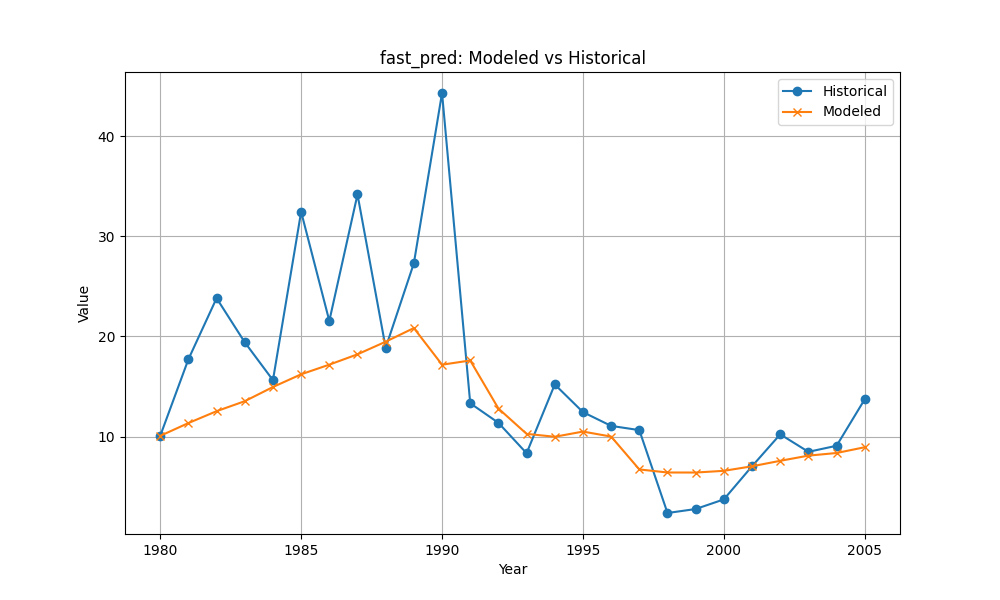 fast_pred: Modeled vs Historical
Historical
Modeled
Value
40
30
20
10
1980 1985 1990 1995 2000 2005
Year